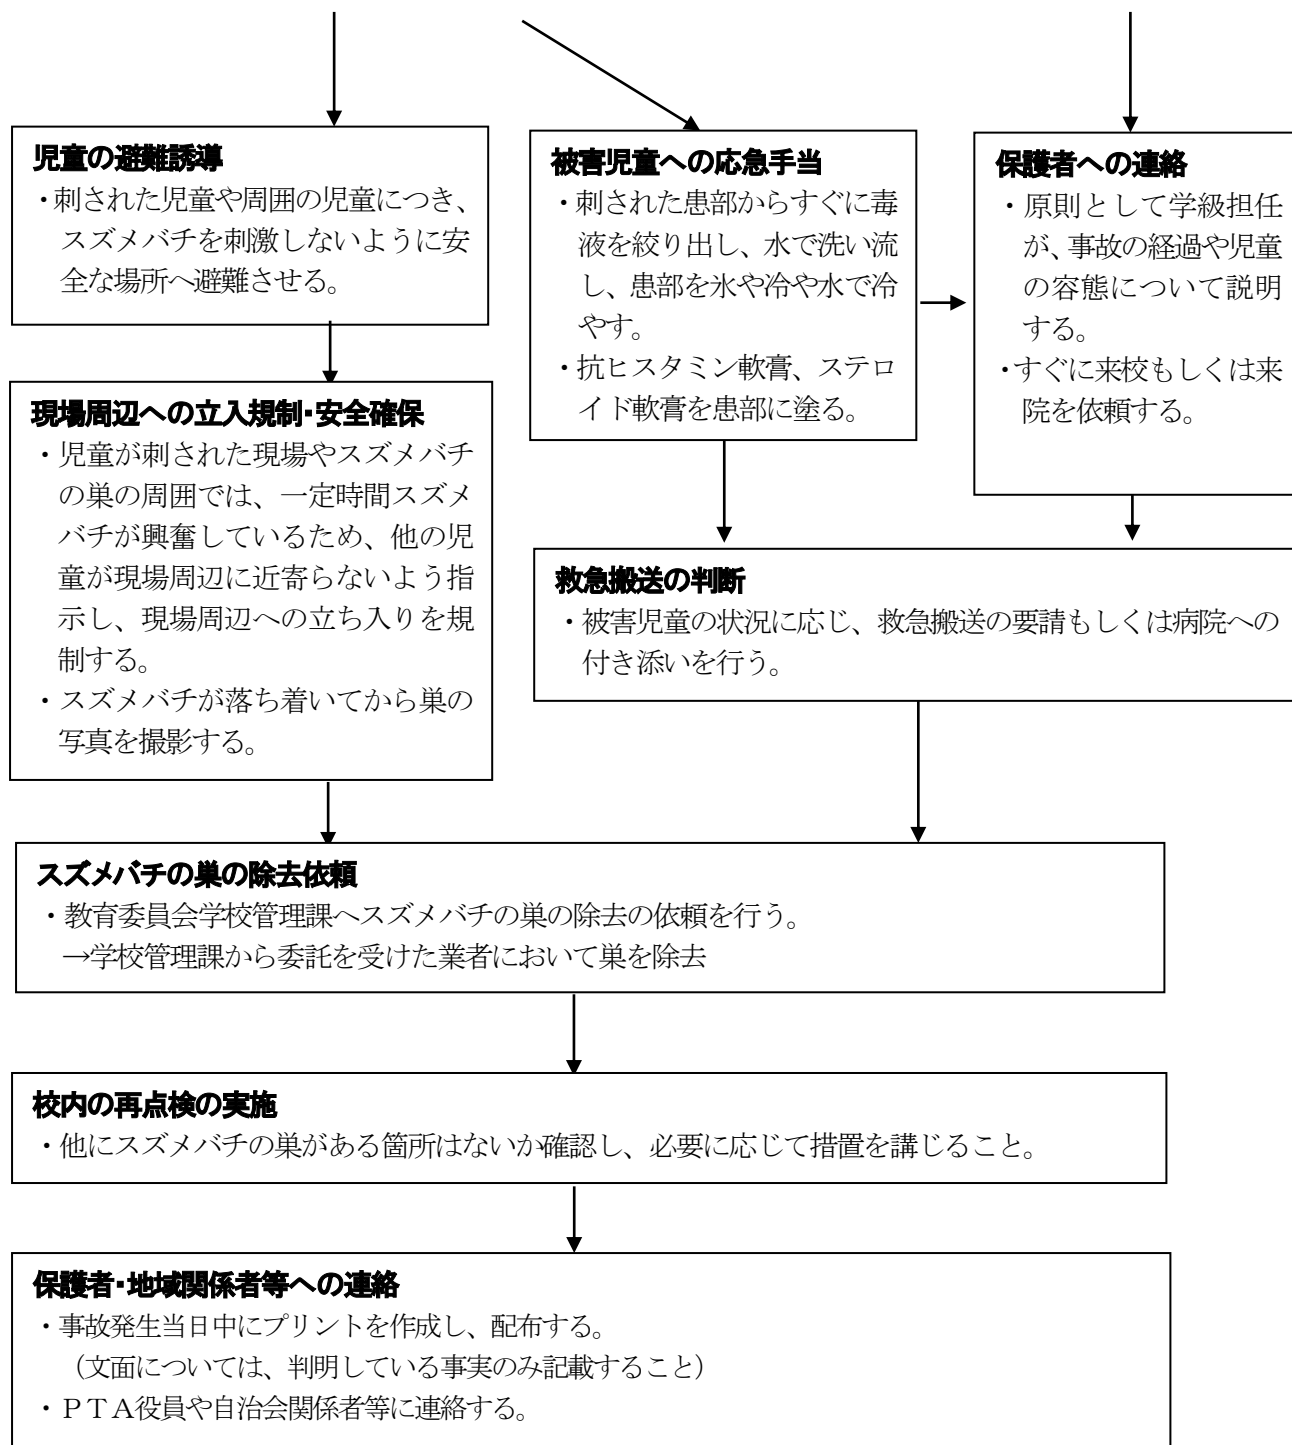 児童の避難誘導
・刺された児童や周囲の児童につき、
スズメバチを刺激しないように安
全な場所へ避難させる。
現場周辺への立入規制・安全確保
・児童が刺された現場やスズメバチ
の巣の周囲では、一定時間スズメ
バチが興奮しているため、他の児
童が現場周辺に近寄らないよう指
示し、現場周辺への立ち入りを規
制する。
・スズメバチが落ち着いてから巣の
写真を撮影する。
被害児童への応急手当
・刺された患部からすぐに毒
液を絞り出し、水で洗い流
し、患部を氷や冷や水で冷
やす。
・抗ヒスタミン軟膏、ステロ
イド軟膏を患部に塗る。
保護者への連絡
・原則として学級担任
が、事故の経過や児童
の容態について説明
する。
・すぐに来校もしくは来
院を依頼する。
救急搬送の判断
・被害児童の状況に応じ、救急搬送の要請もしくは病院への
付き添いを行う。
スズメバチの巣の除去依頼
・教育委員会学校管理課へスズメバチの巣の除去の依頼を行う。
→学校管理課から委託を受けた業者において巣を除去
校内の再点検の実施
・他にスズメバチの巣がある箇所はないか確認し、必要に応じて措置を講じること。
保護者・地域関係者等への連絡
・事故発生当日中にプリントを作成し、配布する。
（文面については、判明している事実のみ記載すること）
・ＰＴＡ役員や自治会関係者等に連絡する。